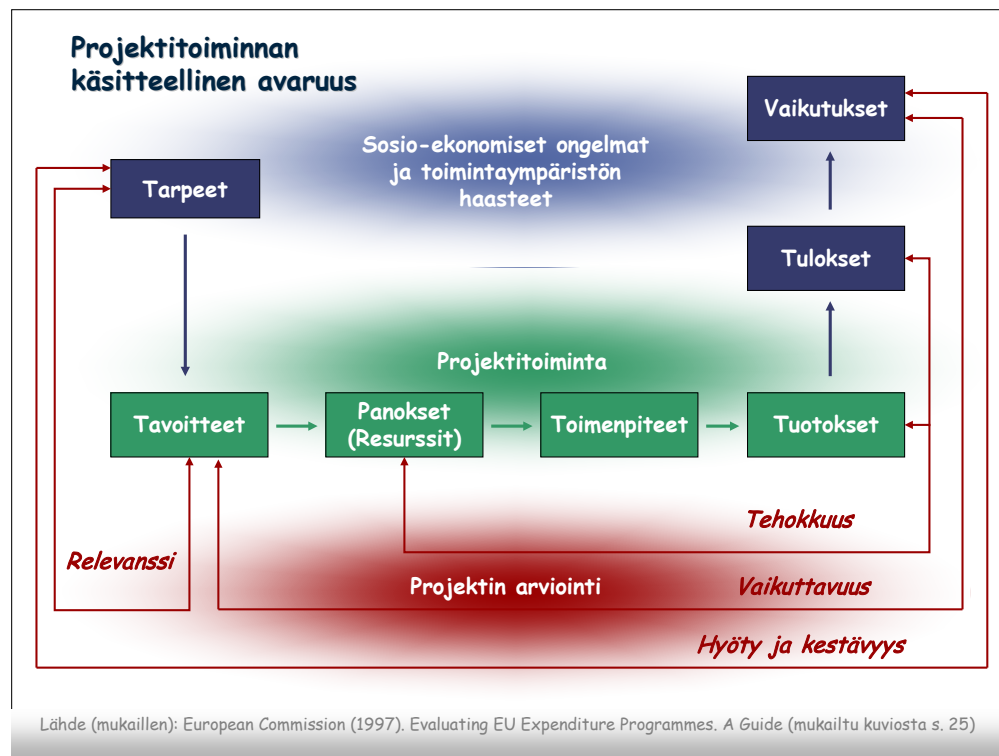 Projektitoiminnan
käsitteellinen avaruus
Vaikutukset
Sosio-ekonomiset ongelmat
ja toimintaympäristön
haasteet
Tarpeet
Tulokset
Projektitoiminta
Tavoitteet
Panokset
(Resurssit)
Toimenpiteet
Tuotokset
Tehokkuus
Relevanssi
Projektin arviointi
Vaikuttavuus
Hyöty ja kestävyys
Lähde (mukaillen): European Commission (1997). Evaluating EU Expenditure Programmes. A Guide (mukailtu kuviosta s. 25)